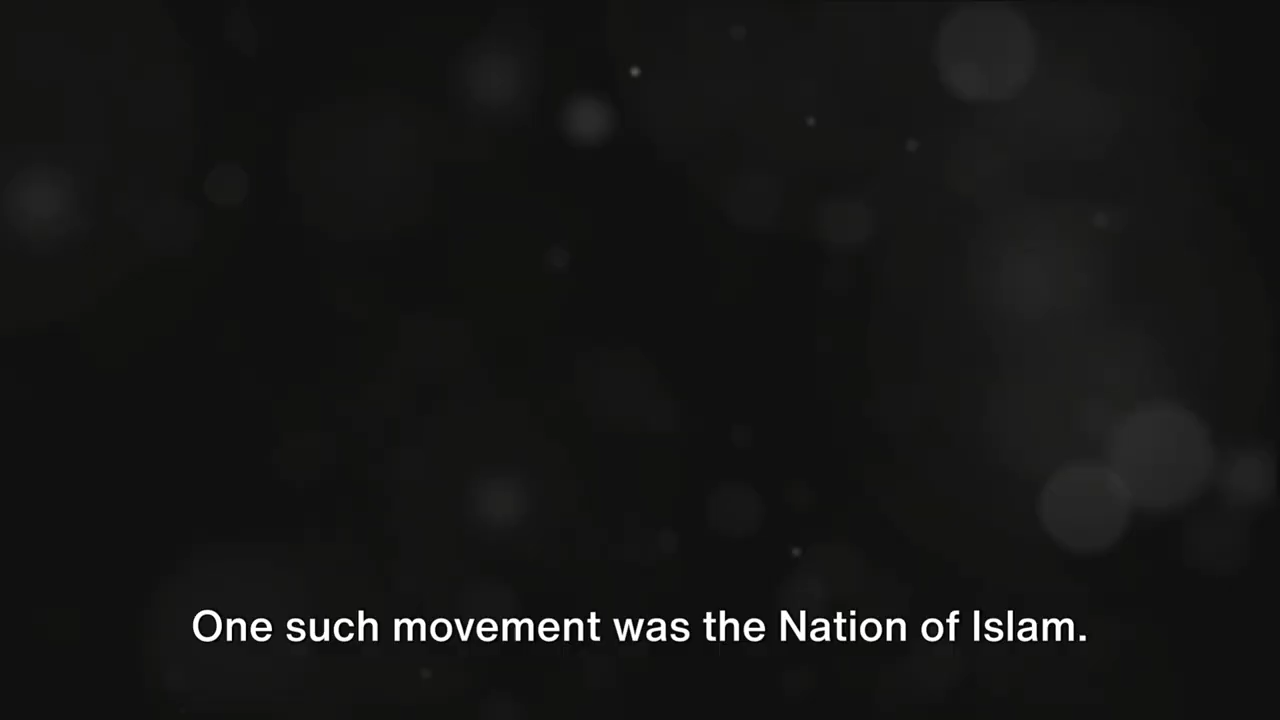 One such movement was the Nation of Islam.